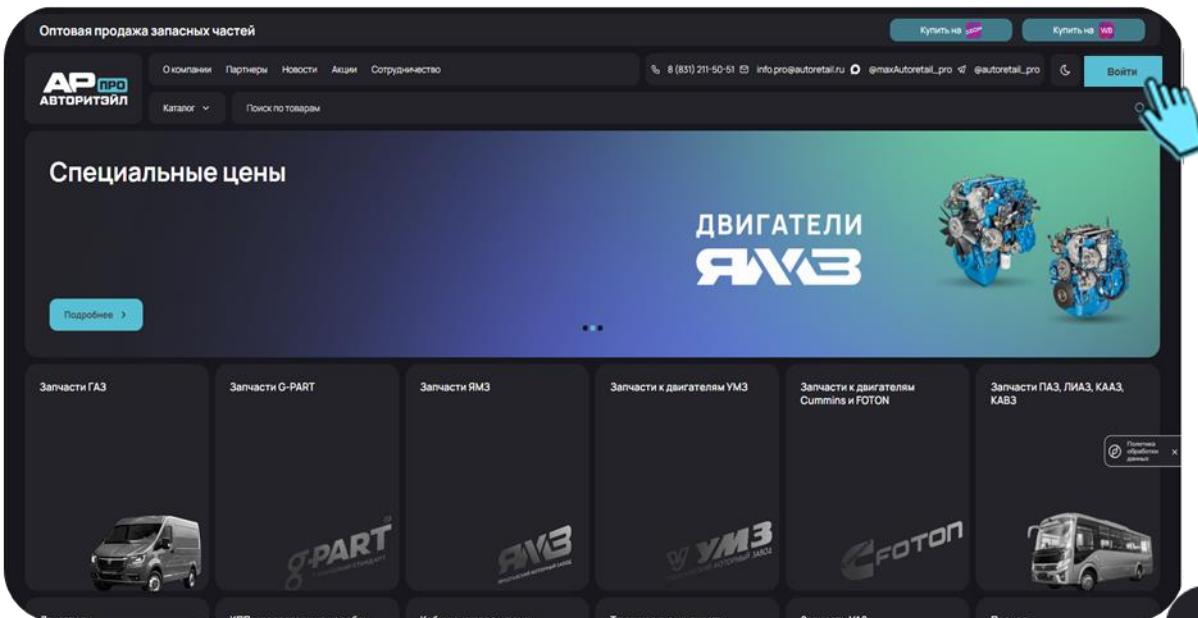 Оптовая продажа запасных частей
Купить на OZON
Купить на WB
АР ПРО
АВТОРИТЭЙЛ
О компании Партнеры Новости Акции Сотрудничество
8 (831) 211-50-51 info.pro@autoretail.ru @maxAutoretail_pro @autoretail_pro
Войти
Каталог
Поиск по товарам
Специальные цены
ДВИГАТЕЛИ
ЯМЗ
Подробнее
Запчасти ГАЗ
Запчасти G-PART
Запчасти ЯМЗ
Запчасти к двигателям УМЗ
Запчасти к двигателям
Cummins и FOTON
Запчасти ПАЗ, ЛИАЗ, КААЗ,
КАВЗ
Политика
обработки
данных
g-PART
ЯМЗ
УМЗ
FOTON